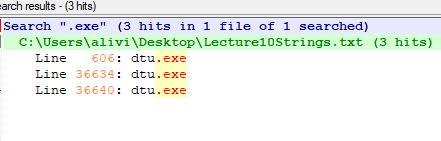 arch results - (3 hits)
Search ".exe" (3 hits in 1 file of 1 searched)
C:\Users\alivi\Desktop\Lecture10Strings.txt (3 hits)
Line 606: dtu.exe
Line 36634: dtu.exe
Line 36640: dtu.exe